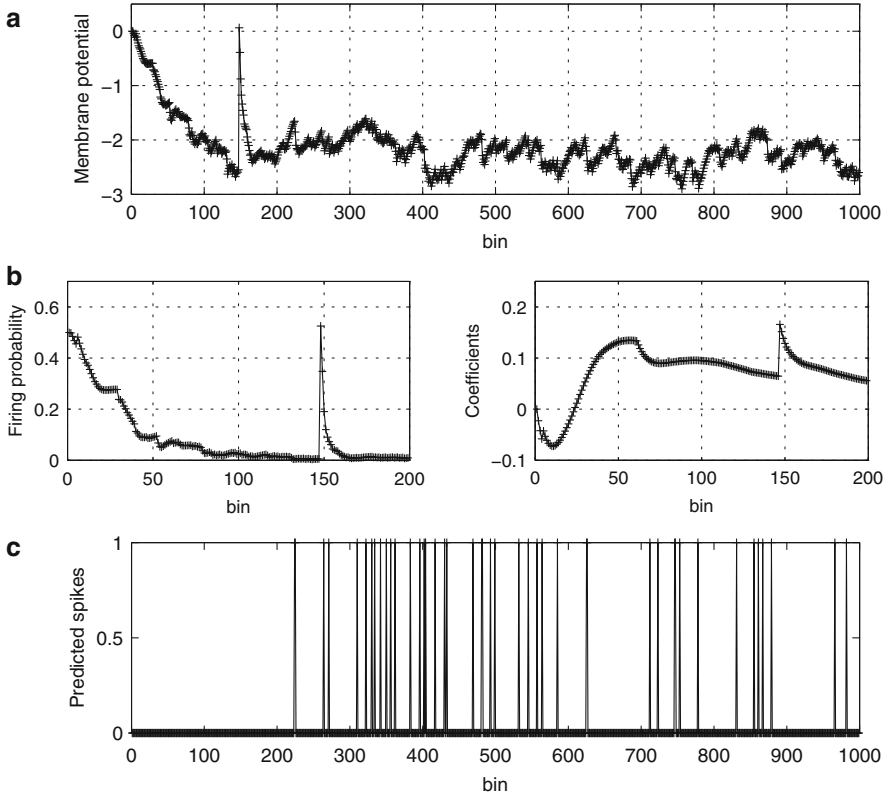 a
Membrane potential
0
−1
−2
−3
0 100 200 300 400 500 600 700 800 900 1000
bin
b
Firing probability
0.6
0.4
0.2
0
0 50 100 150 200
bin
Coefficients
0.2
0.1
0
−0.1
0 50 100 150 200
bin
c
Predicted spikes
1
0.5
0
0 100 200 300 400 500 600 700 800 900 1000
bin